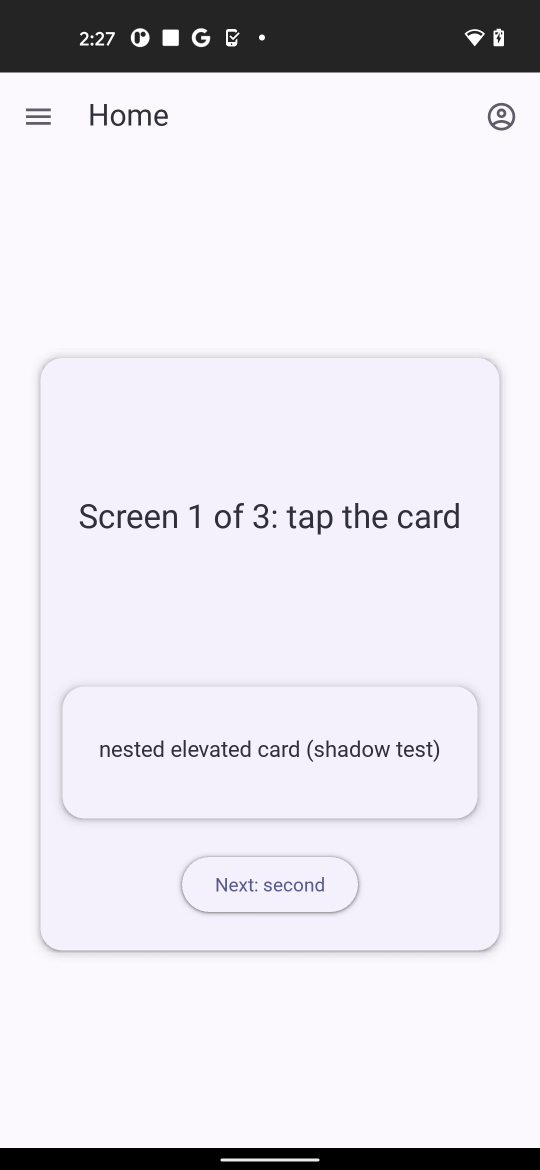 2:27
Home
Screen 1 of 3: tap the card
nested elevated card (shadow test)
Next: second